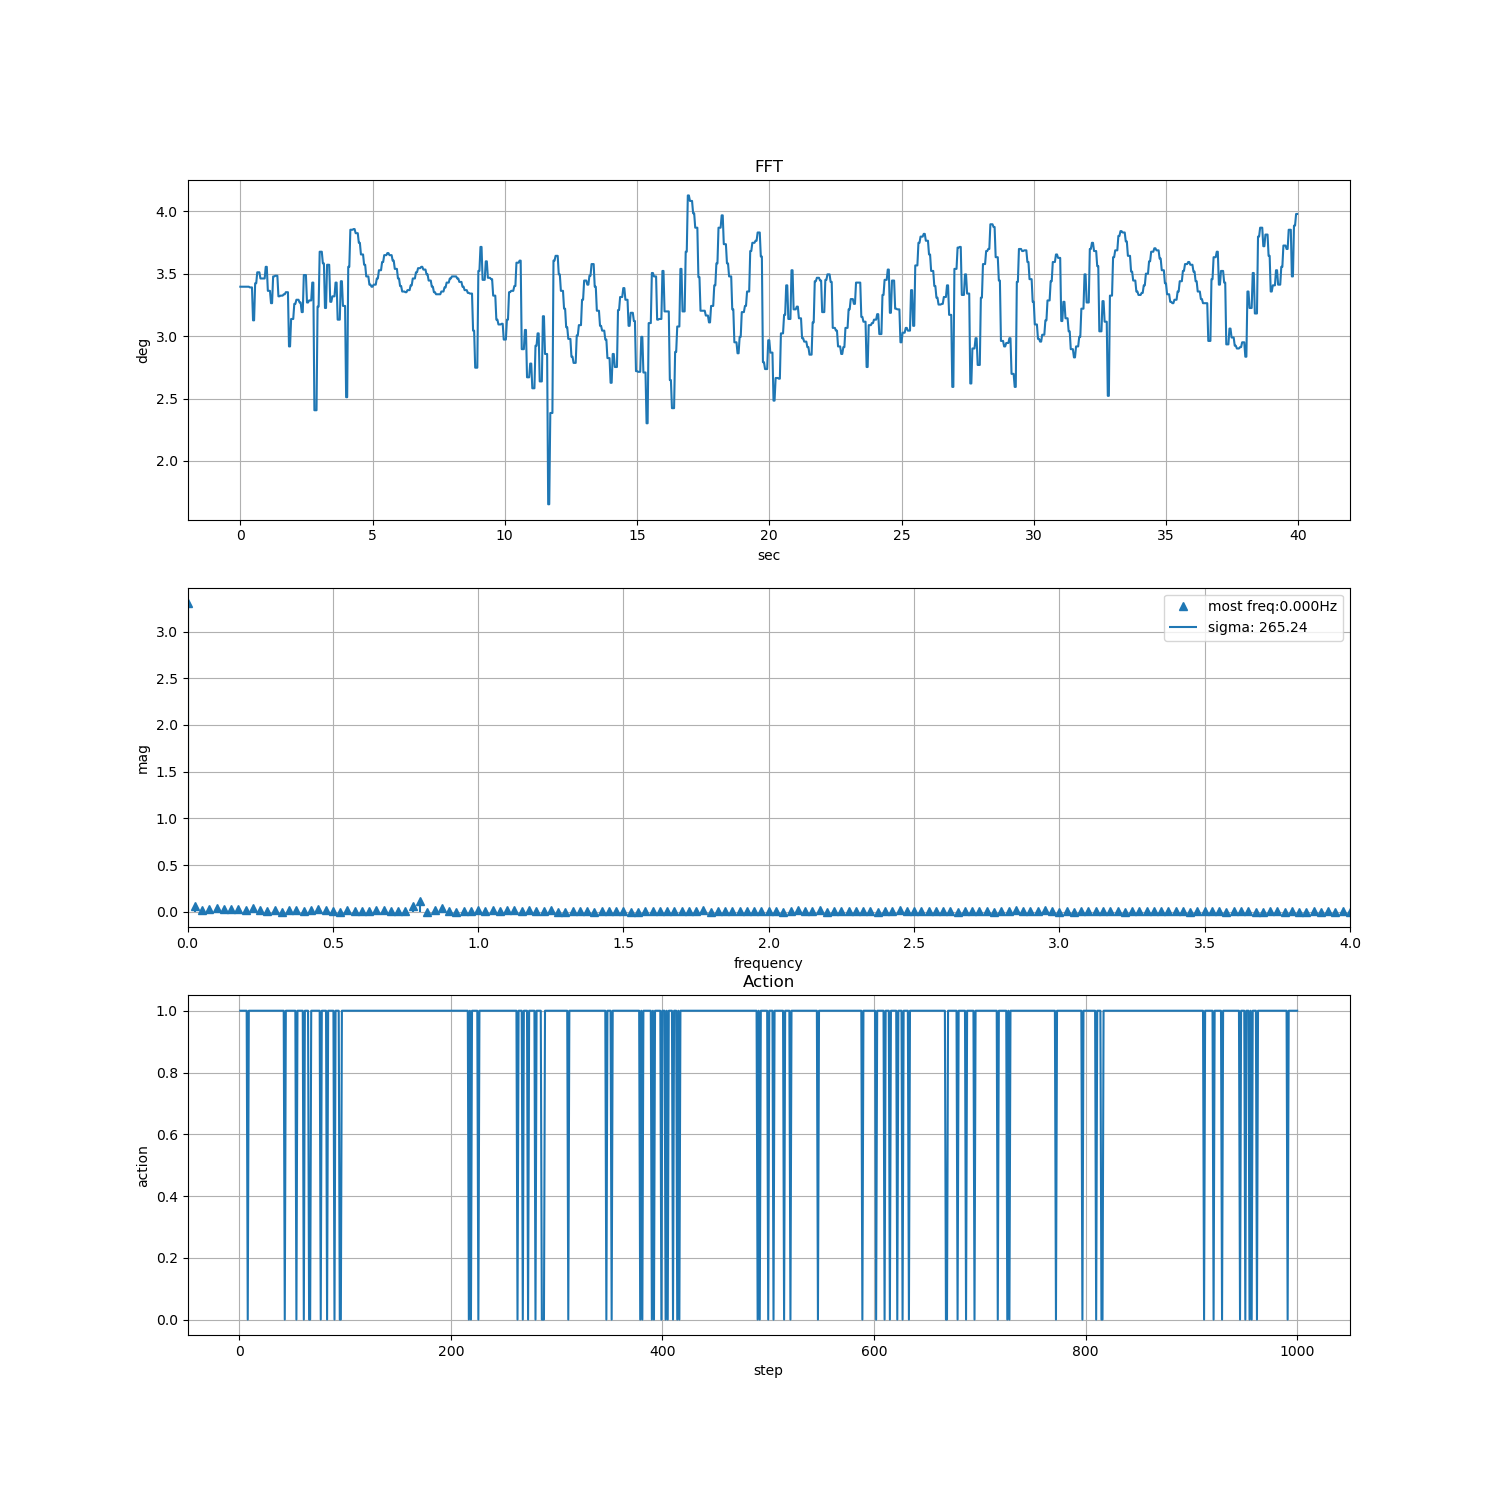 FFT
4.0
3.5
3.0
2.5
2.0
deg
0 5 10 15 20 25 30 35 40
sec
most freq:0.000Hz
sigma: 265.24
3.0
2.5
2.0
1.5
1.0
0.5
0.0
mag
0.0 0.5 1.0 1.5 2.0 2.5 3.0 3.5 4.0
frequency
Action
1.0
0.8
0.6
0.4
0.2
0.0
action
0 200 400 600 800 1000
step